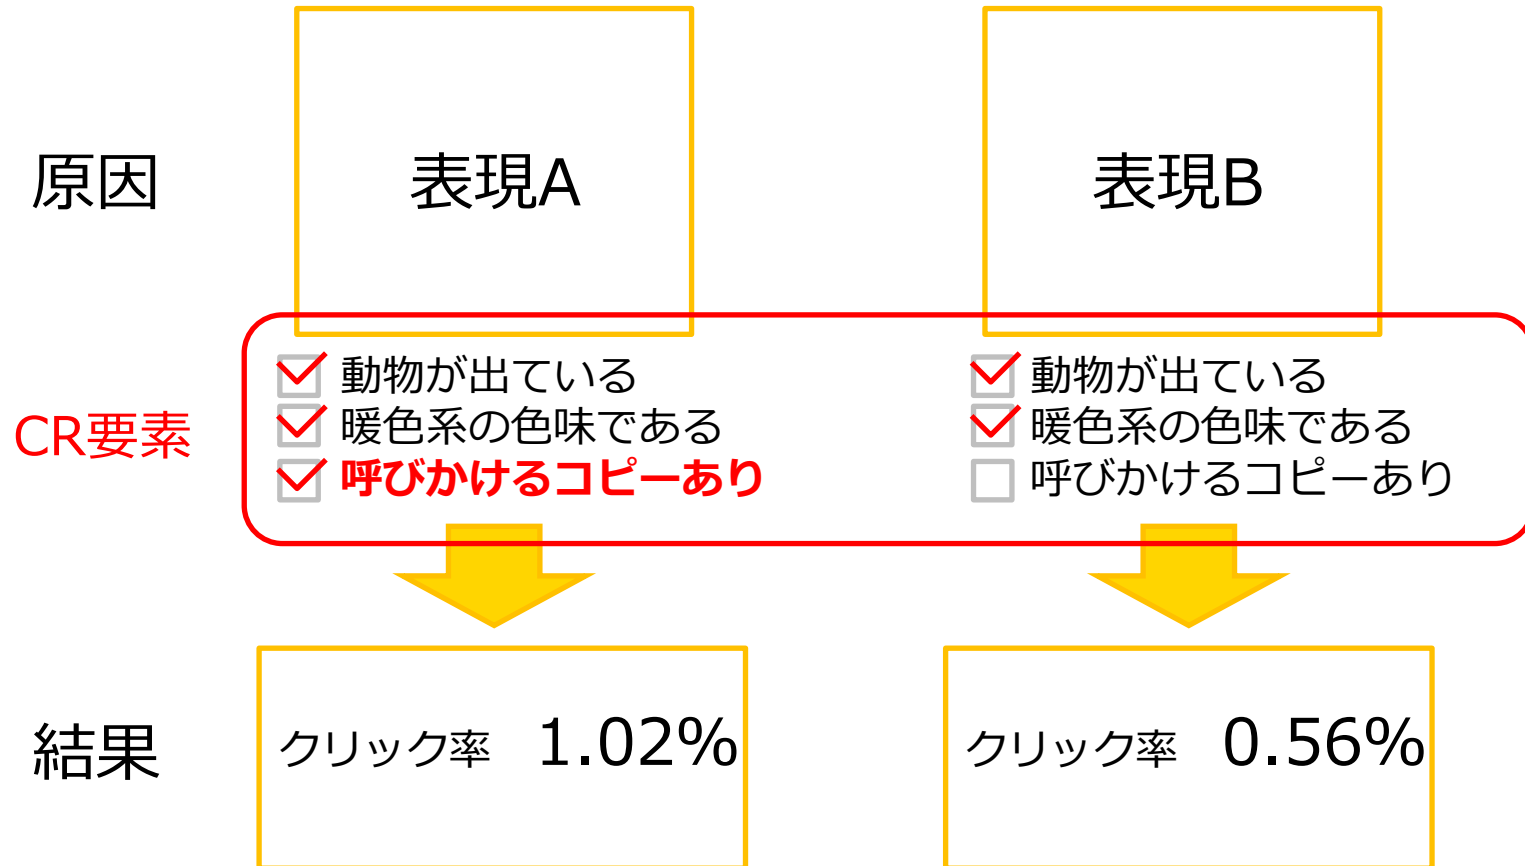 原因
表現A
表現B
CR要素
動物が出ている
暖色系の色味である
呼びかけるコピーあり
動物が出ている
暖色系の色味である
呼びかけるコピーあり
結果
クリック率 1.02%
クリック率 0.56%